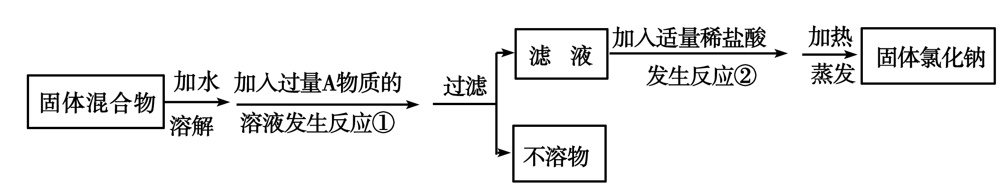 固体混合物
加水
溶解
加入过量A物质的
溶液发生反应①
过滤
滤 液
不溶物
加入适量稀盐酸
发生反应②
加热
蒸发
固体氯化钠